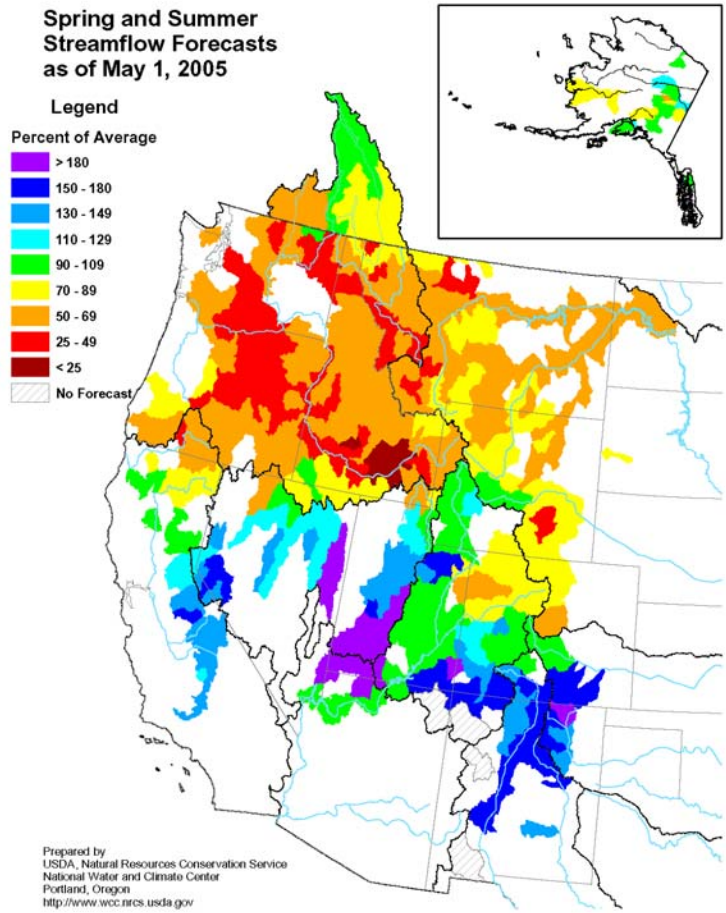 Spring and Summer
Streamflow Forecasts
as of May 1, 2005
Legend
Percent of Average
> 180
150 - 180
130 - 149
110 - 129
90 - 109
70 - 89
50 - 69
25 - 49
< 25
No Forecast
Prepared by
USDA, Natural Resources Conservation Service
National Water and Climate Center
Portland, Oregon
http://www.wcc.nrcs.usda.gov